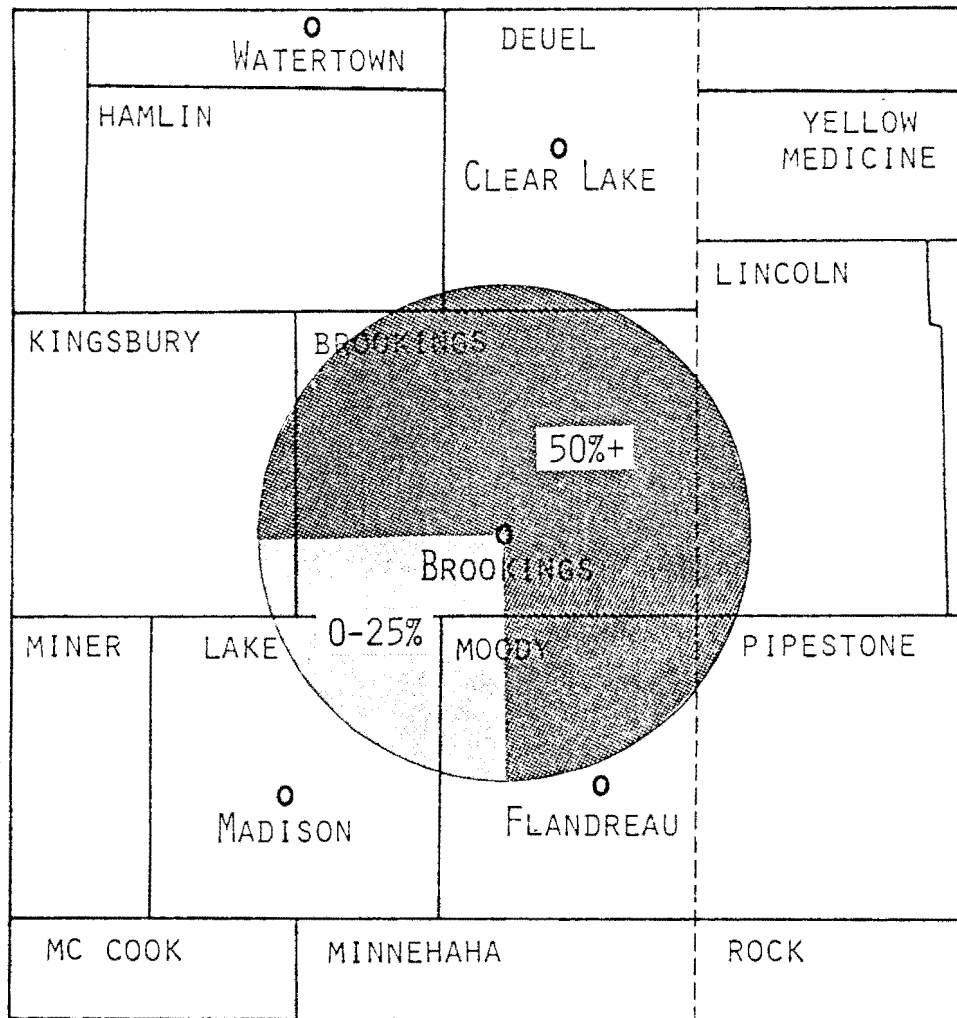 WATERTOWN
DEUEL
HAMLIN
YELLOW
MEDICINE
CLEAR LAKE
LINCOLN
KINGSBURY
BROOKINGS
50%+
BROOKINGS
0-25%
MINER
LAKE
MOODY
PIPESTONE
MADISON
FLANDREAU
MC COOK
MINNEHAHA
ROCK